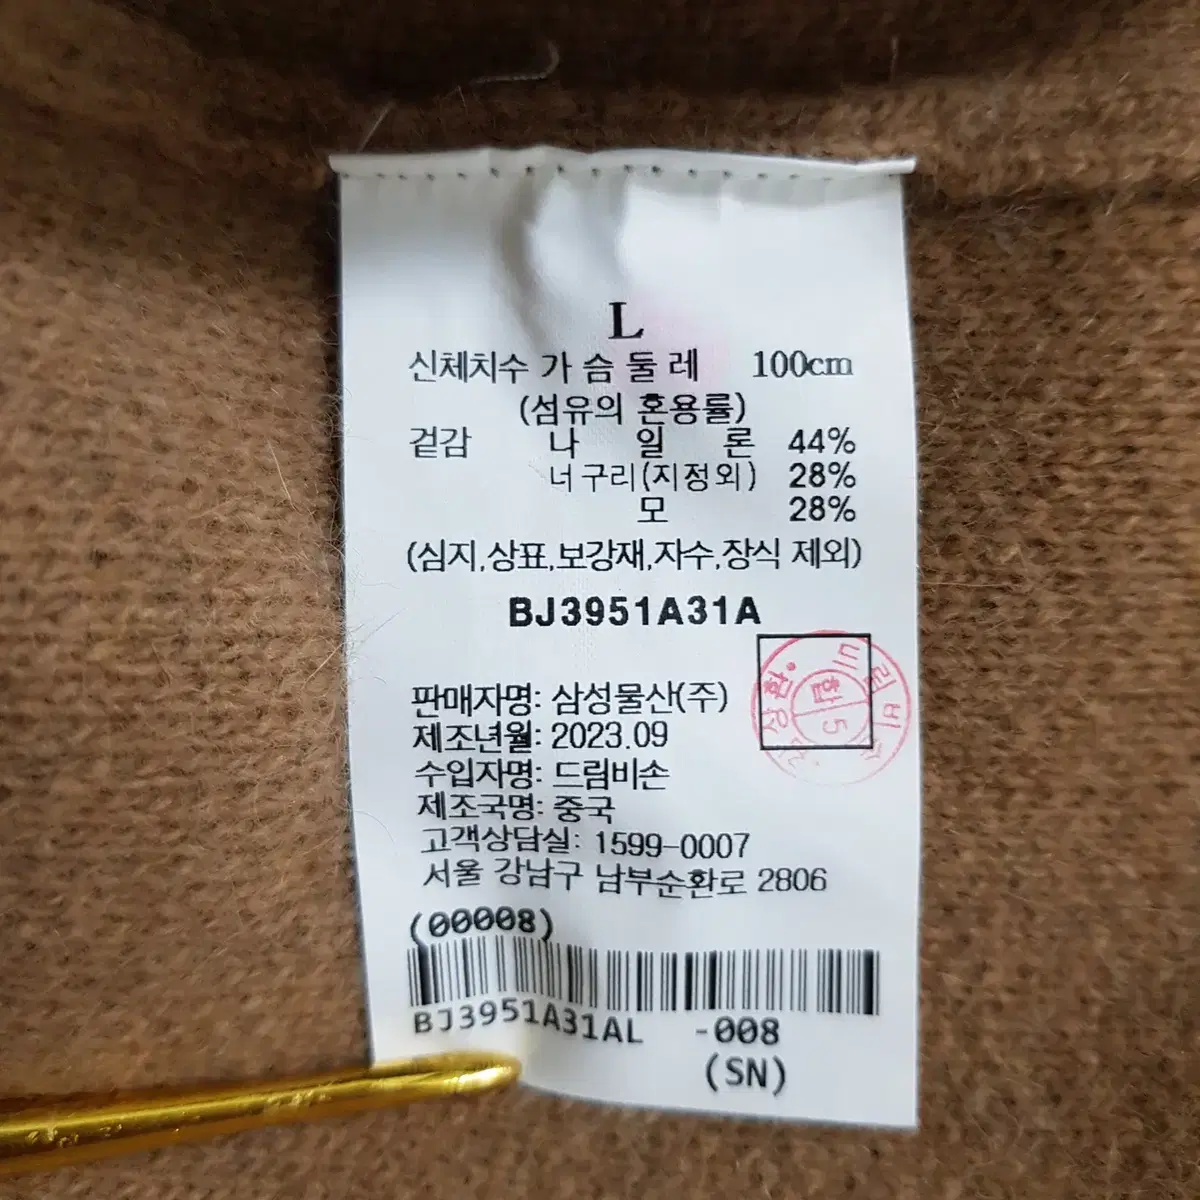 L
신체치수 가 슴 둘 레 100cm
(섬유의 혼용률)
겉감 나 일 론 44%
너구리(지정외) 28%
모 28%
(심지,상표,보강재,자수,장식 제외)
BJ3951A31A
합
5
판매자명: 삼성물산(주)
제조년월: 2023.09
수입자명: 드림비손
제조국명: 중국
고객상담실: 1599-0007
서울 강남구 남부순환로 2806
(00008)
BJ3951A31AL -008
(SN)